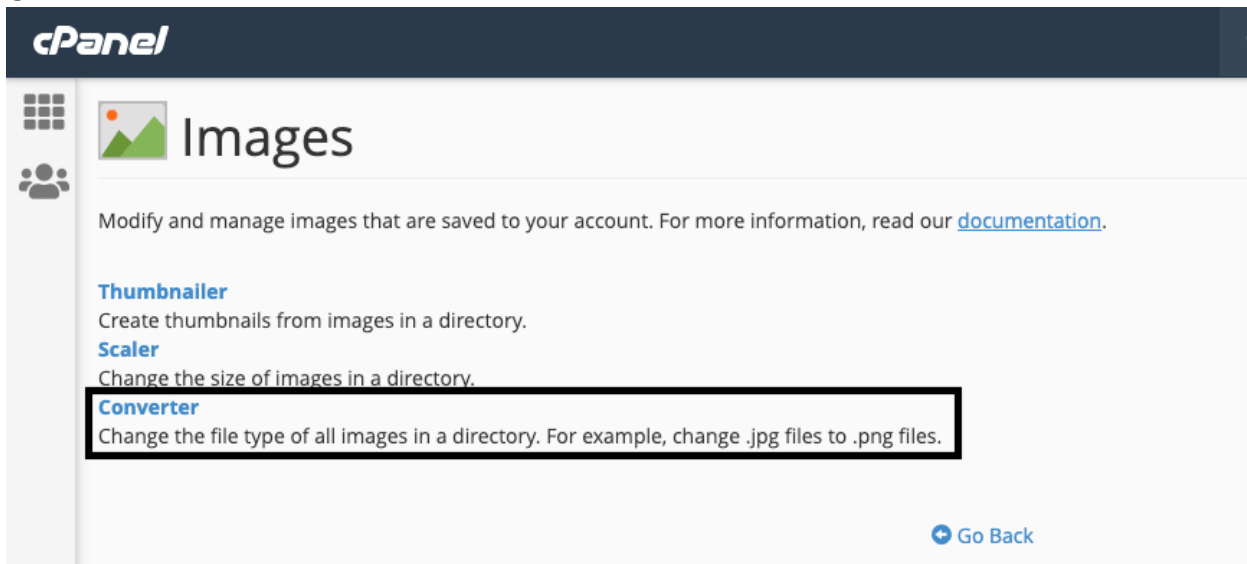 cPanel
Images
Modify and manage images that are saved to your account. For more information, read our documentation.
Thumbnailer
Create thumbnails from images in a directory.
Scaler
Change the size of images in a directory.
Converter
Change the file type of all images in a directory. For example, change .jpg files to .png files.
Go Back